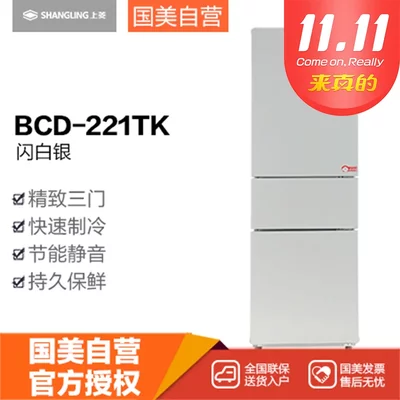 SHANGLING 上菱
国美自营
11.11
Come on, Really!
来真的
BCD-221TK
闪白银
精致三门
快速制冷
节能静音
持久保鲜
国美自营
官方授权
全国联保
送货入户
国美发票
售后无忧